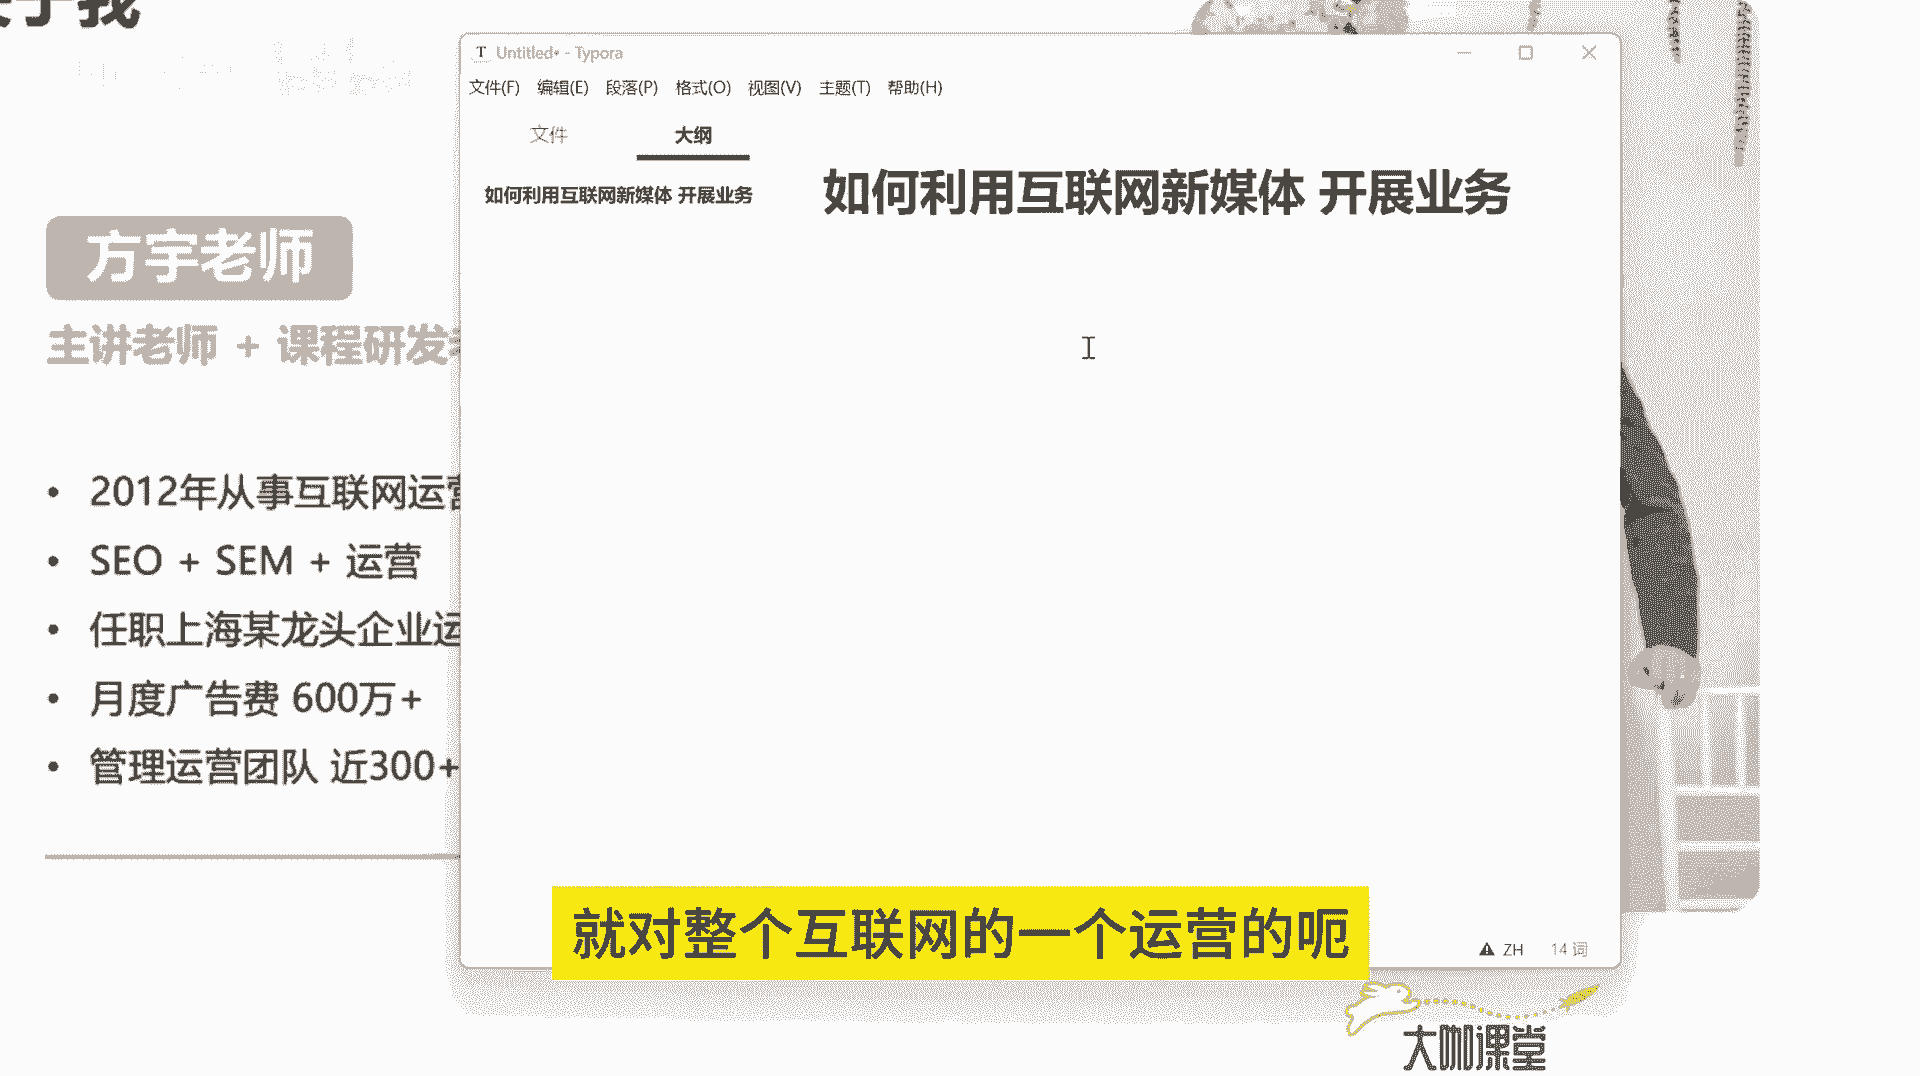 于我
Untitled• - Typora
文件(F) 编辑(E) 段落(P) 格式(O) 视图(V) 主题(T) 帮助(H)
文件 大纲
如何利用互联网新媒体 开展业务
如何利用互联网新媒体 开展业务
方宇老师
主讲老师 + 课程研发
• 2012年从事互联网运营
• SEO + SEM + 运营
• 任职上海某龙头企业运
• 月度广告费 600万+
• 管理运营团队 近300+
就对整个互联网的一个运营的呃
ZH 14 词
大咖课堂